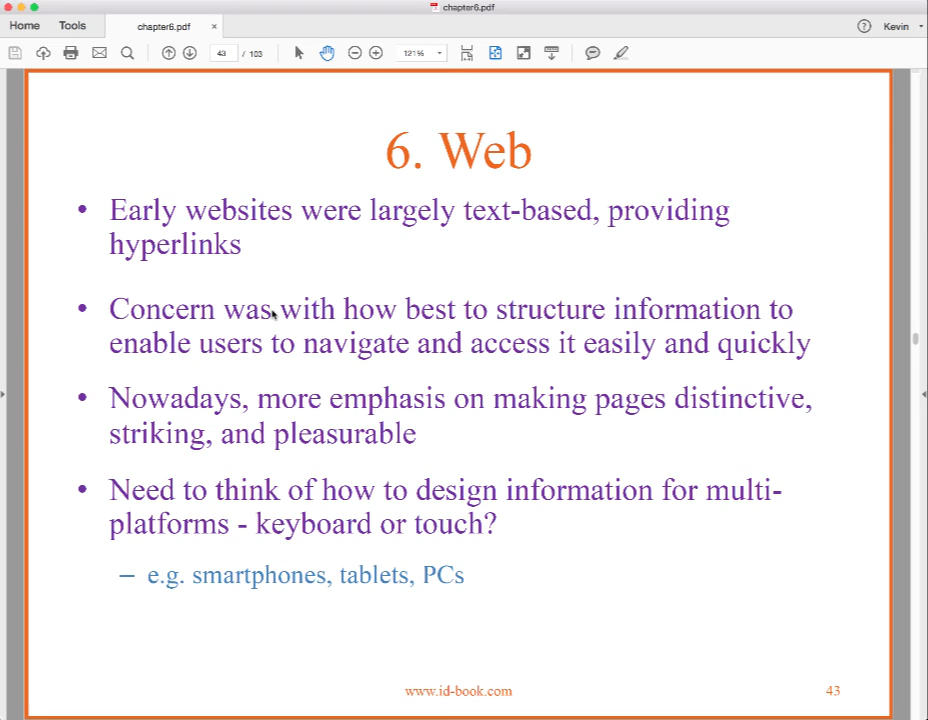 chapter6.pdf
Home
Tools
chapter6.pdf
×
?
Kevin
43
/ 103
121%
6. Web
• Early websites were largely text-based, providing
hyperlinks
• Concern was with how best to structure information to
enable users to navigate and access it easily and quickly
• Nowadays, more emphasis on making pages distinctive,
striking, and pleasurable
• Need to think of how to design information for multi-
platforms - keyboard or touch?
– e.g. smartphones, tablets, PCs
www.id-book.com
43